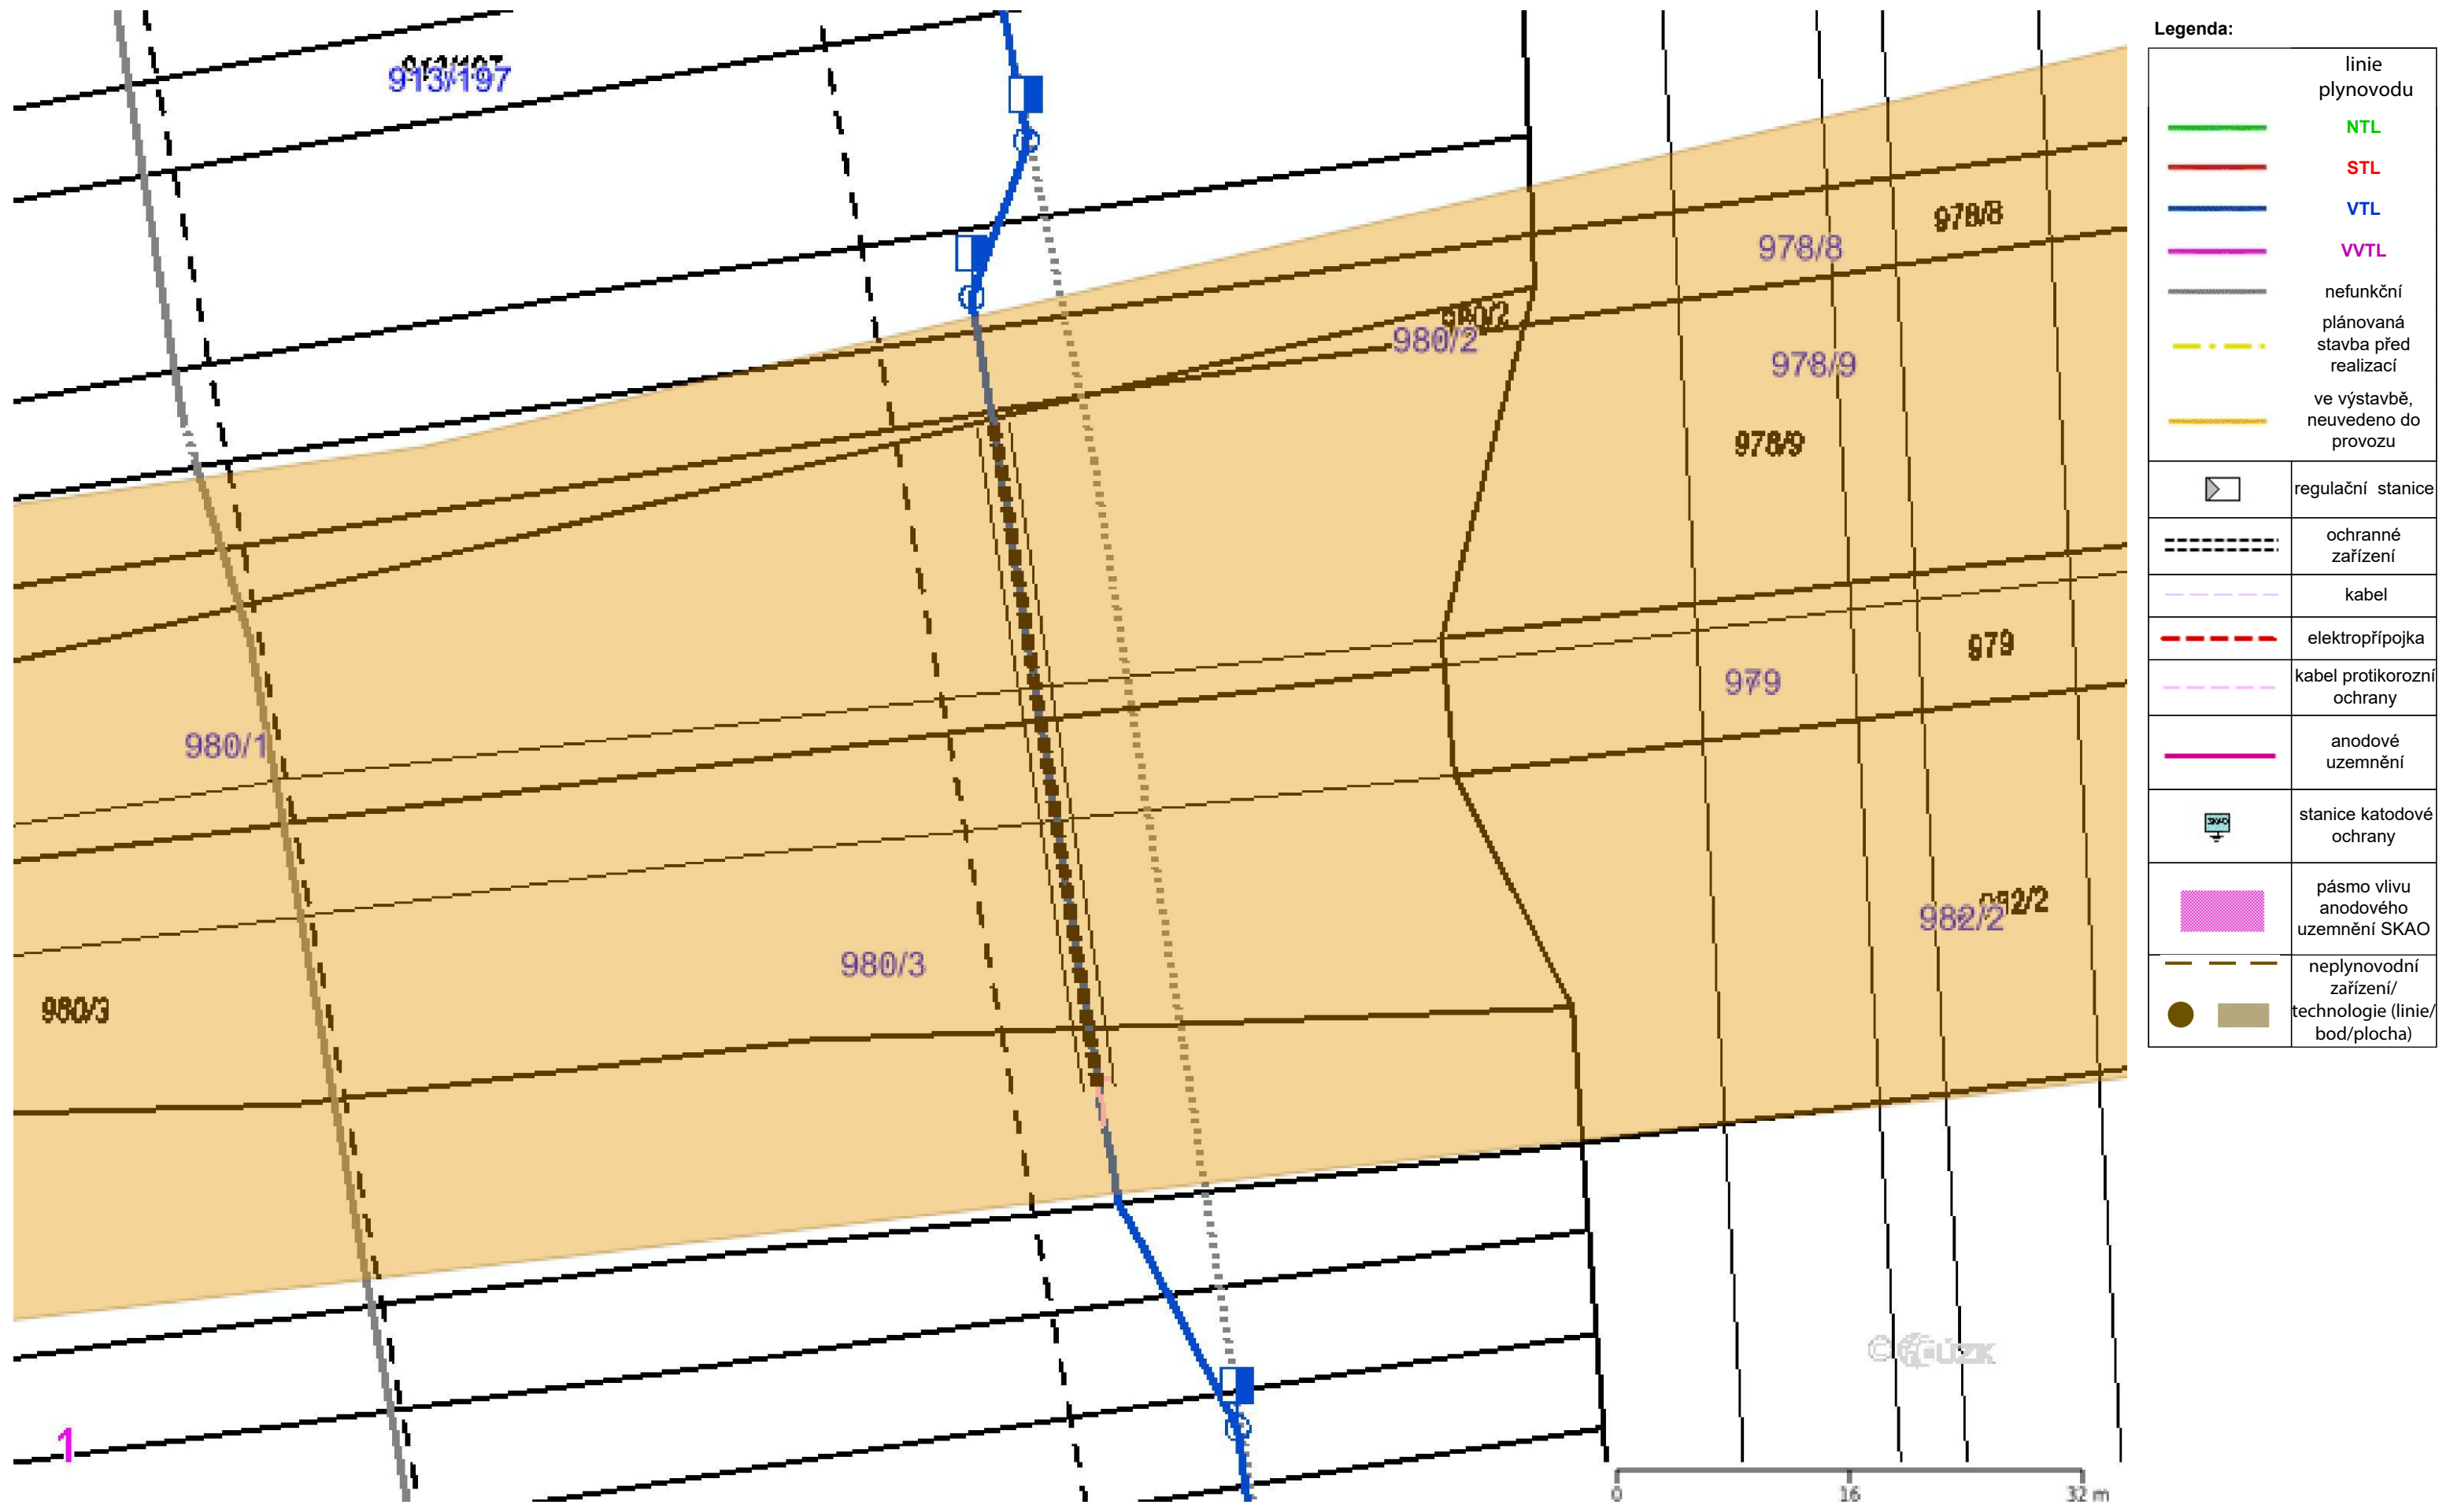 913/197
978/8
978/8
980/2
978/9
978/9
979
979
980/1
982/2
982/2
980/3
980/3
1
0 16 32 m
Legenda:
linie
plynovodu
NTL
STL
VTL
VVTL
nefunkční
plánovaná
stavba před
realizací
ve výstavbě,
neuvedeno do
provozu
regulační stanice
ochranné
zařízení
kabel
elektropřípojka
kabel protikorozní
ochrany
anodové
uzemnění
SKAO
stanice katodové
ochrany
pásmo vlivu
anodového
uzemnění SKAO
neplynovodní
zařízení/
technologie (linie/
bod/plocha)